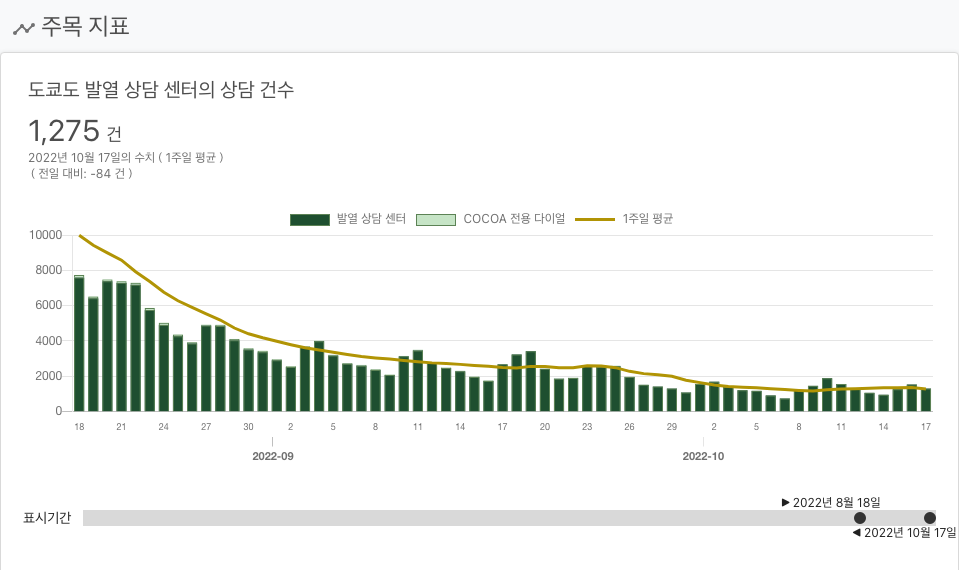 주목 지표
도쿄도 발열 상담 센터의 상담 건수
1,275 건
2022년 10월 17일의 수치 ( 1주일 평균 )
( 전일 대비: -84 건 )
발열 상담 센터 COCOA 전용 다이얼 1주일 평균
10000
8000
6000
4000
2000
0
18 21 24 27 30 2 5 8 11 14 17 20 23 26 29 2 5 8 11 14 17
2022-09 2022-10
▶ 2022년 8월 18일
표시기간
◀ 2022년 10월 17일